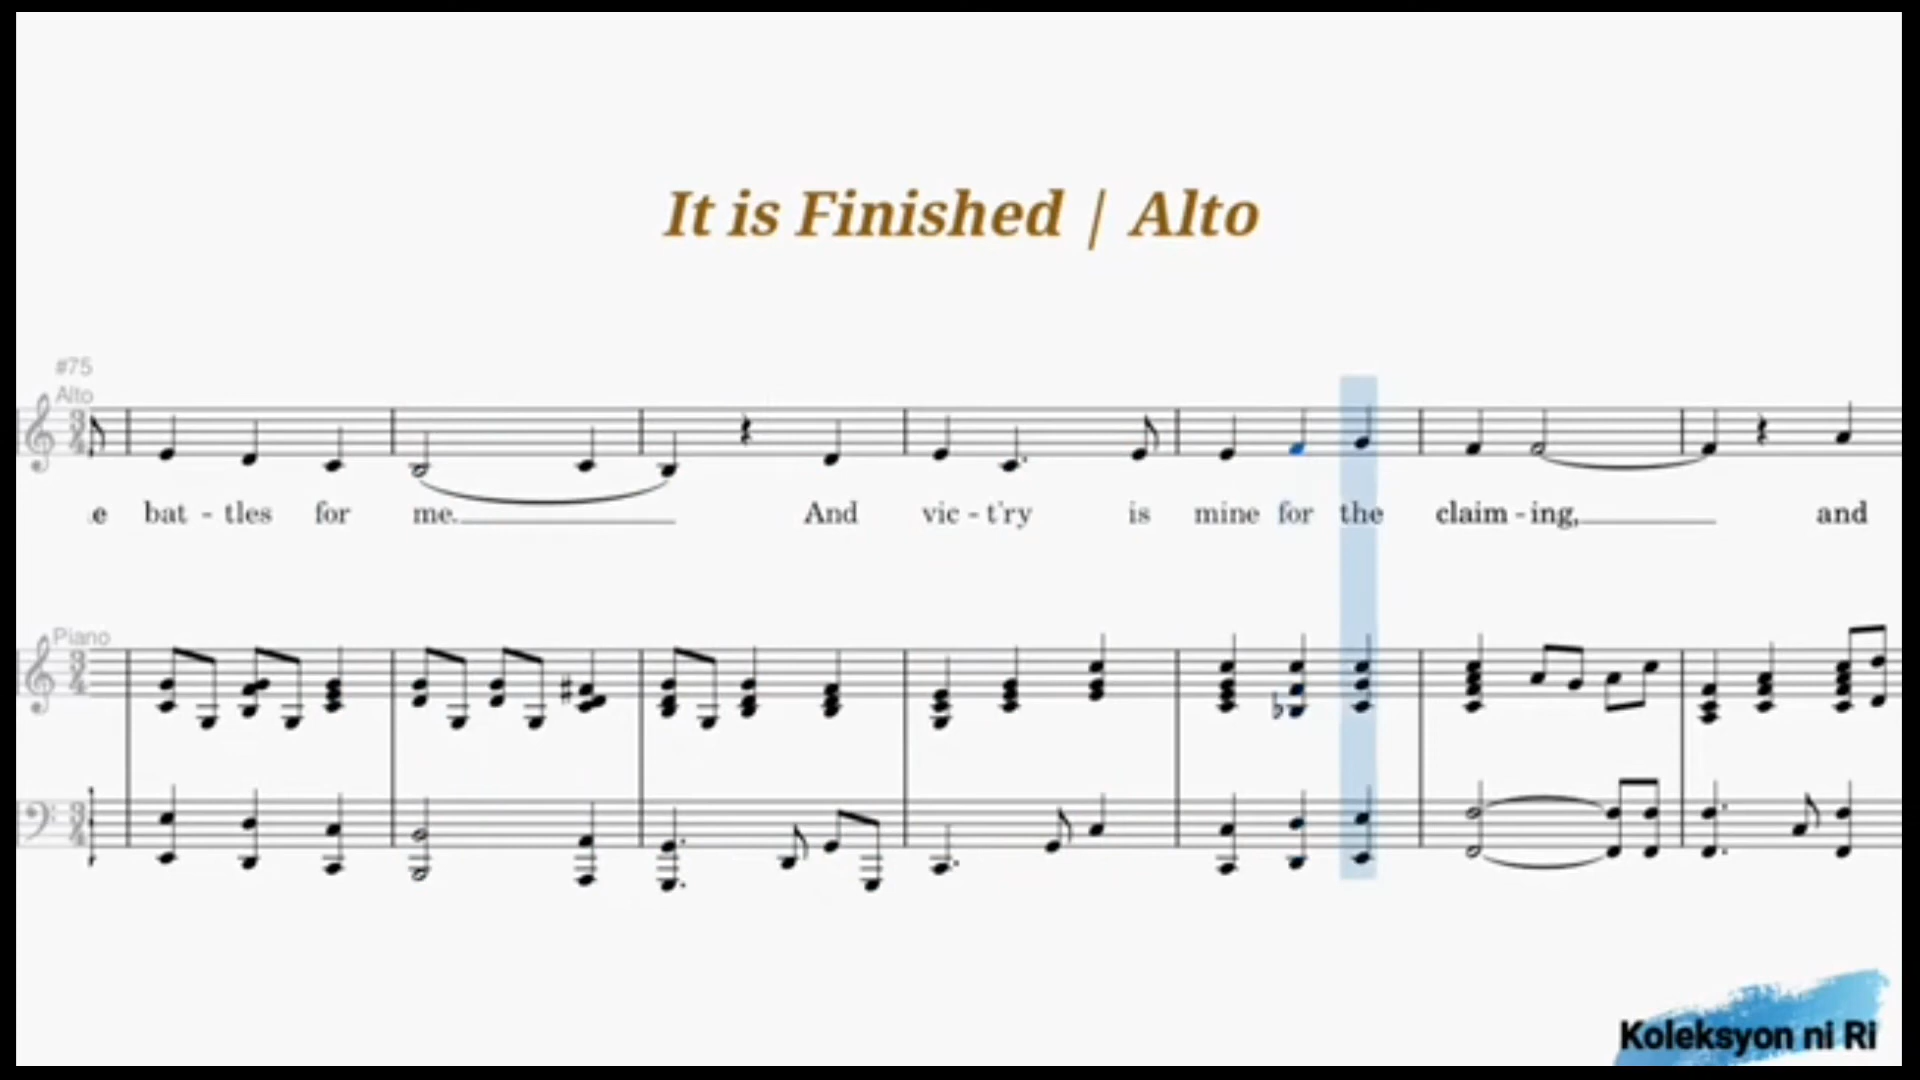 It is Finished / Alto
#75
Alto
e bat - tles for me. And vic - t'ry is mine for the claim - ing, and
Piano
Koleksyon ni Ri